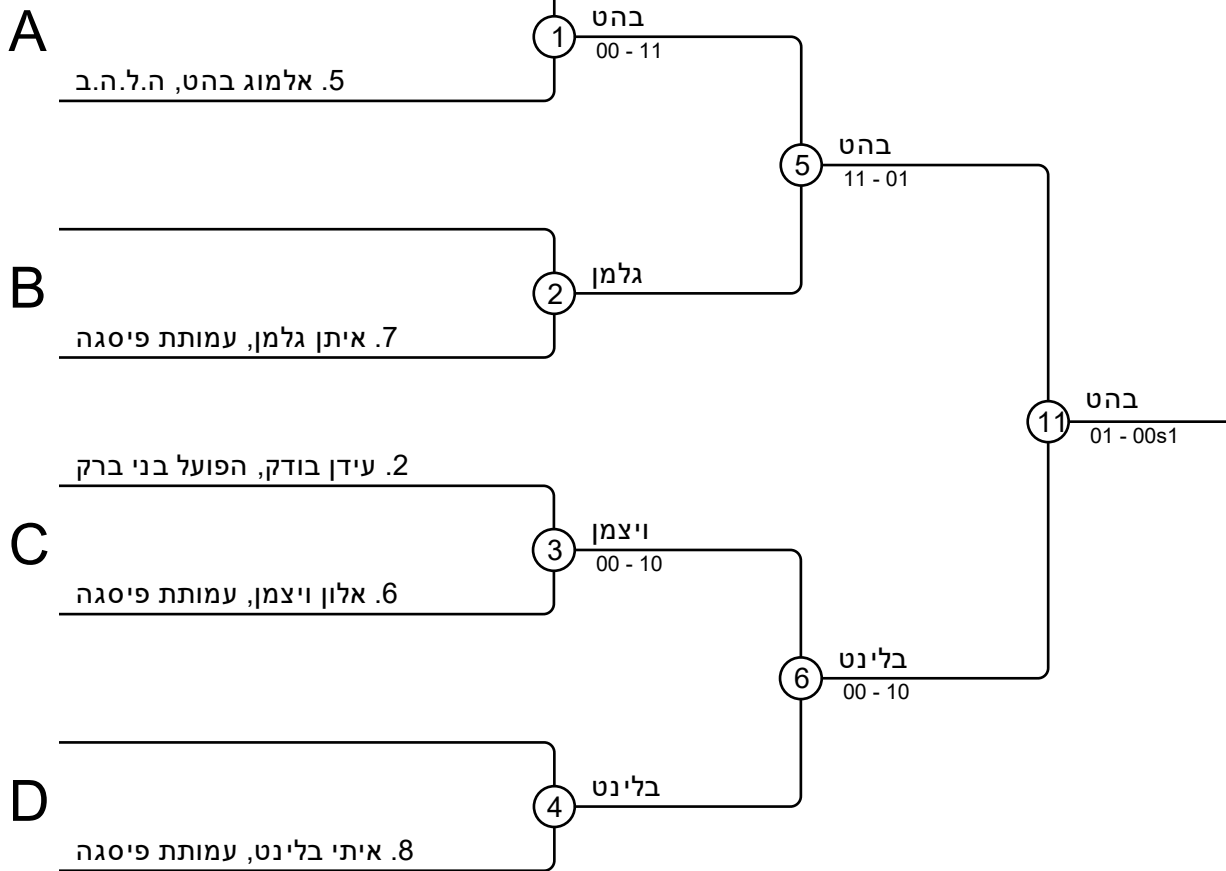 A
1
בהט
00 - 11
5. אלמוג בהט, ה.ל.ה.ב
5
בהט
11 - 01
B
2
גלמן
7. איתן גלמן, עמותת פיסגה
11
בהט
01 - 00s1
2. עידן בודק, הפועל בני ברק
C
3
ויצמן
00 - 10
6. אלון ויצמן, עמותת פיסגה
6
בלינט
00 - 10
D
4
בלינט
8. איתי בלינט, עמותת פיסגה